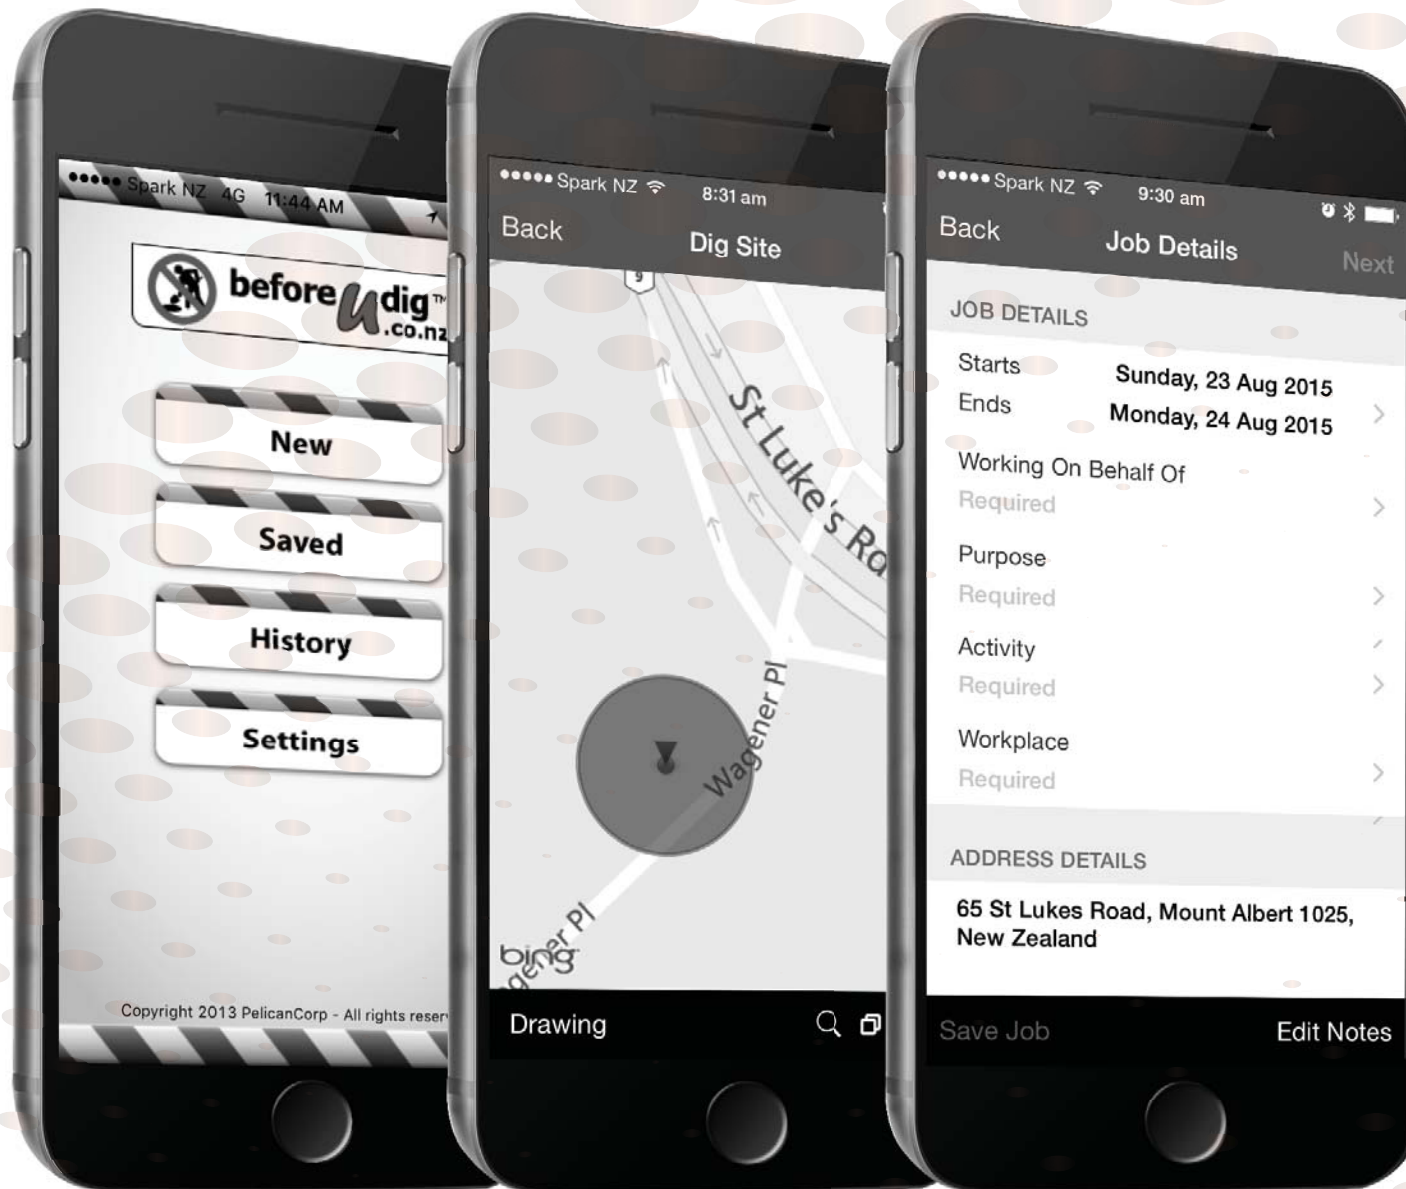 Spark NZ 4G 11:44 AM
before u dig™
.co.nz
New
Saved
History
Settings
Copyright 2013 PelicanCorp - All rights reser
Spark NZ 8:31 am
Back
Dig Site
9
St Luke's Ro
Wagener Pl
gener Pl
bing
Drawing
Spark NZ 9:30 am
Back
Job Details
Next
JOB DETAILS
Starts Sunday, 23 Aug 2015
Ends Monday, 24 Aug 2015
Working On Behalf Of
Required
Purpose
Required
Activity
Required
Workplace
Required
ADDRESS DETAILS
65 St Lukes Road, Mount Albert 1025,
New Zealand
Save Job
Edit Notes